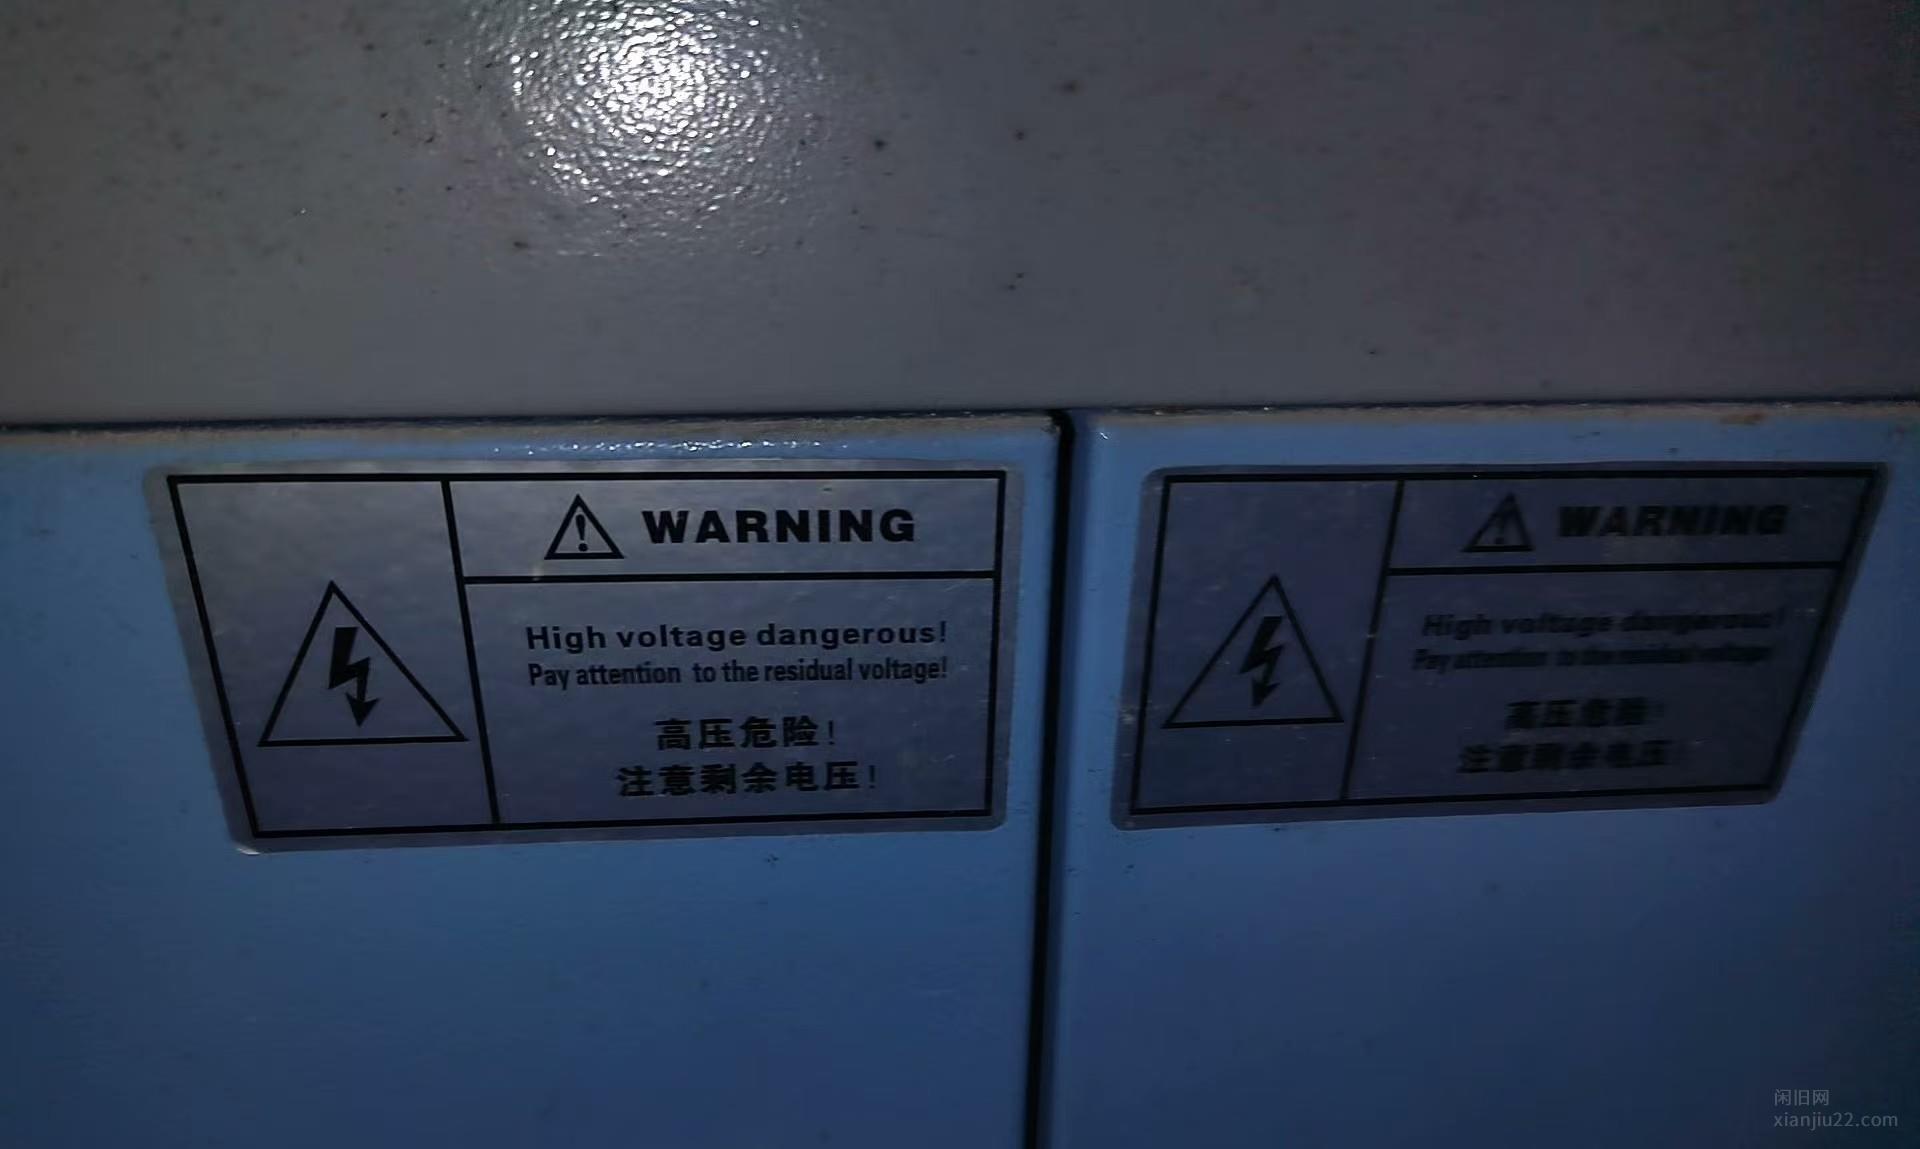 WARNING
High voltage dangerous!
Pay attention to the residual voltage!
高压危险!
注意剩余电压!
WARNING
High voltage dangerous!
Pay attention to the residual voltage
高压危险!
注意剩余电压!
闲旧网
xianjiu22.com